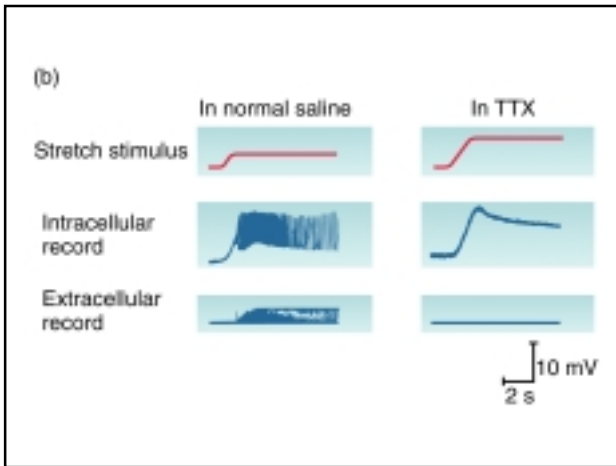 (b)
In normal saline
In TTX
Stretch stimulus
Intracellular
record
Extracellular
record
10 mV
2 s